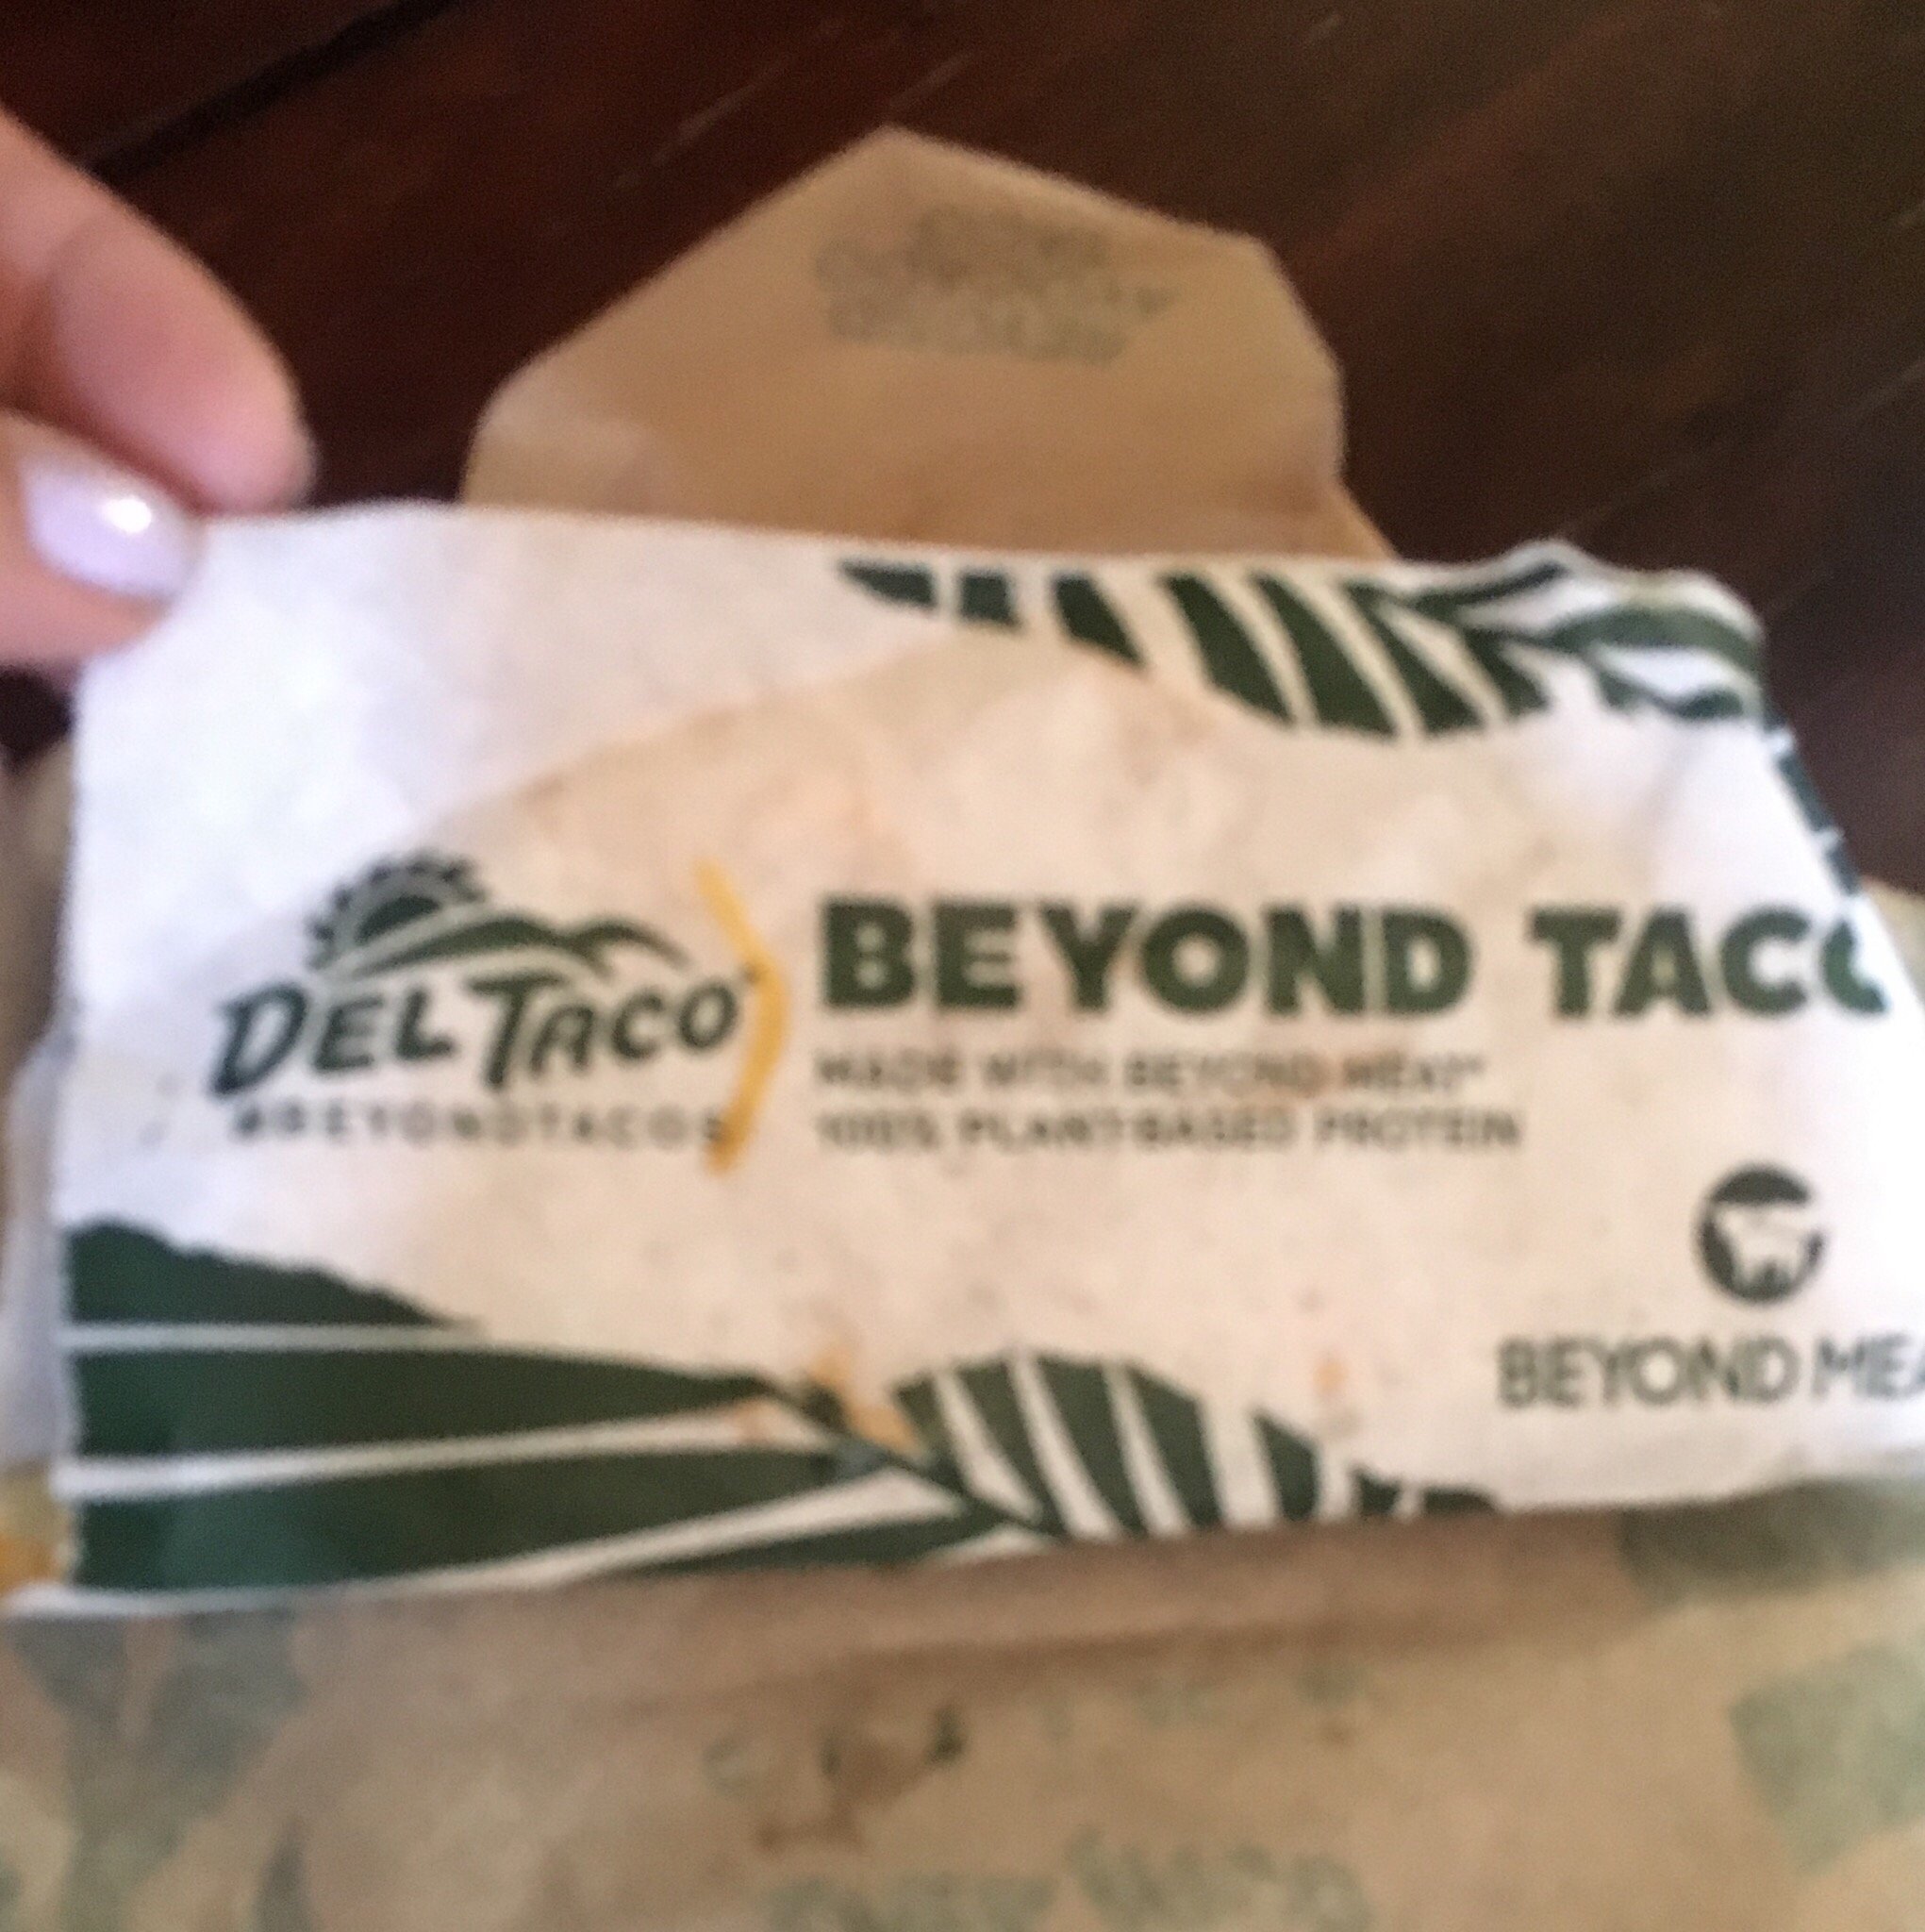 DEL TACO
#BEYONDTACOS
BEYOND TACO
MADE WITH BEYOND MEAT®
100% PLANT-BASED PROTEIN
BEYOND MEA